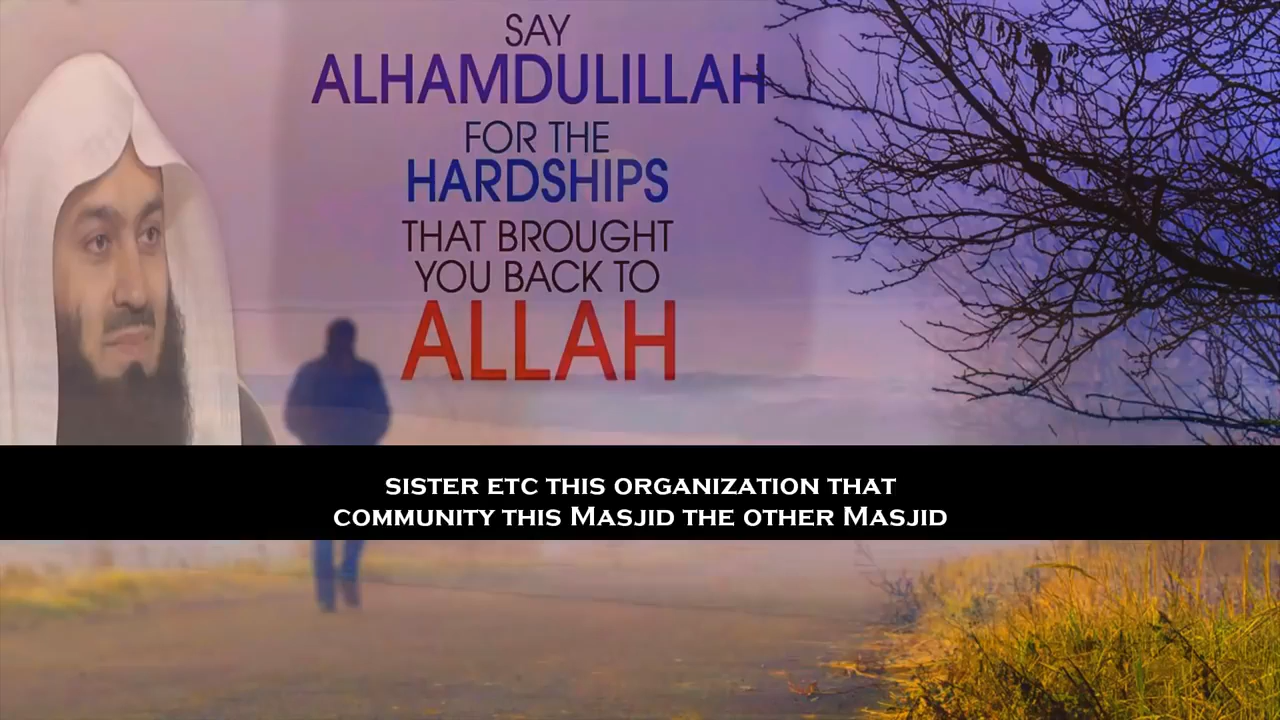 SAY
ALHAMDULILLAH
FOR THE
HARDSHIPS
THAT BROUGHT
YOU BACK TO
ALLAH
SISTER ETC THIS ORGANIZATION THAT
COMMUNITY THIS MASJID THE OTHER MASJID